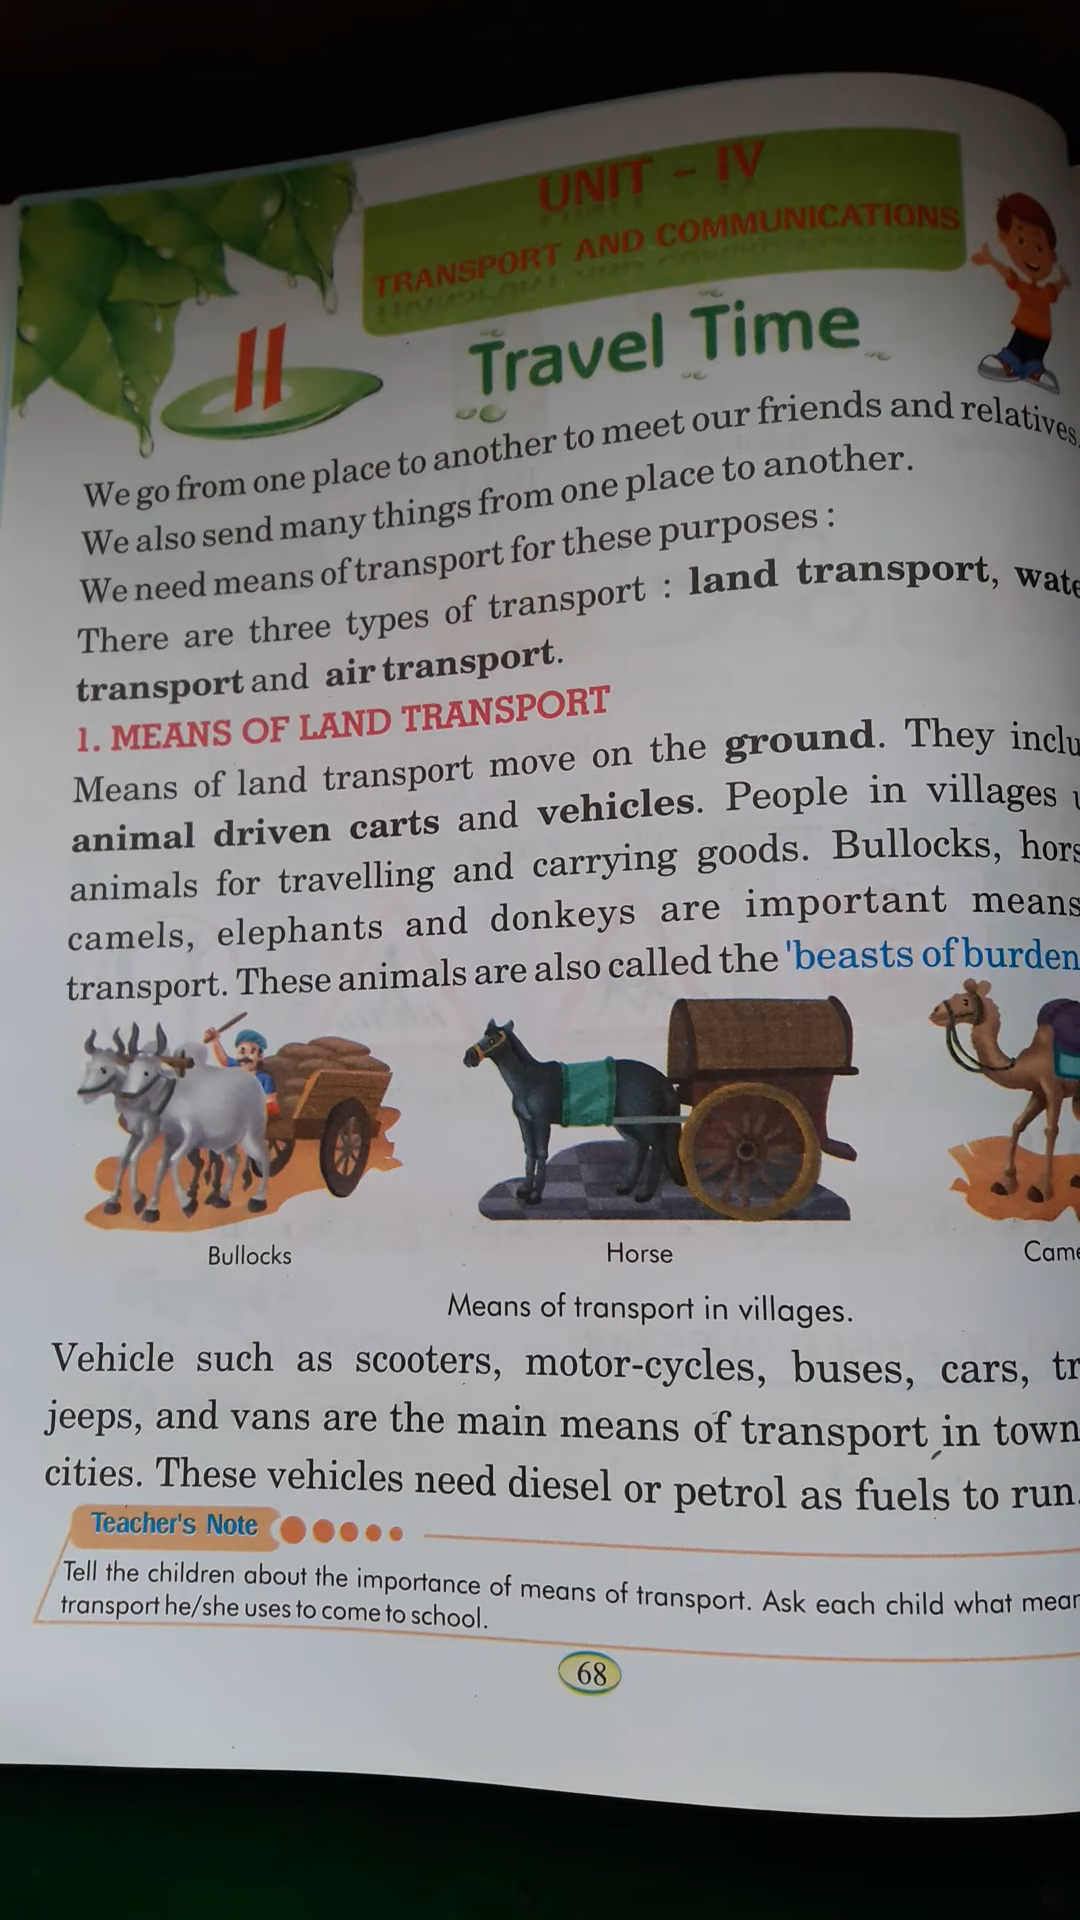 UNIT - IV
TRANSPORT AND COMMUNICATIONS
11
Travel Time
We go from one place to another to meet our friends and relatives.
We also send many things from one place to another.
We need means of transport for these purposes :
There are three types of transport : land transport,
transport and air transport.
1. MEANS OF LAND TRANSPORT
Means of land transport move on the ground. They
animal driven carts and vehicles. People in villages
animals for travelling and carrying goods. Bullocks,
camels, elephants and donkeys are important means
transport. These animals are also called the 'beasts of burden
Bullocks
Horse
Means of transport in villages.
Vehicle such as scooters, motor-cycles, buses, cars,
jeeps, and vans are the main means of transport in town
cities. These vehicles need diesel or petrol as fuels to run.
Teacher's Note
Tell the children about the importance of means of transport. Ask each child what
transport he/she uses to come to school.
68